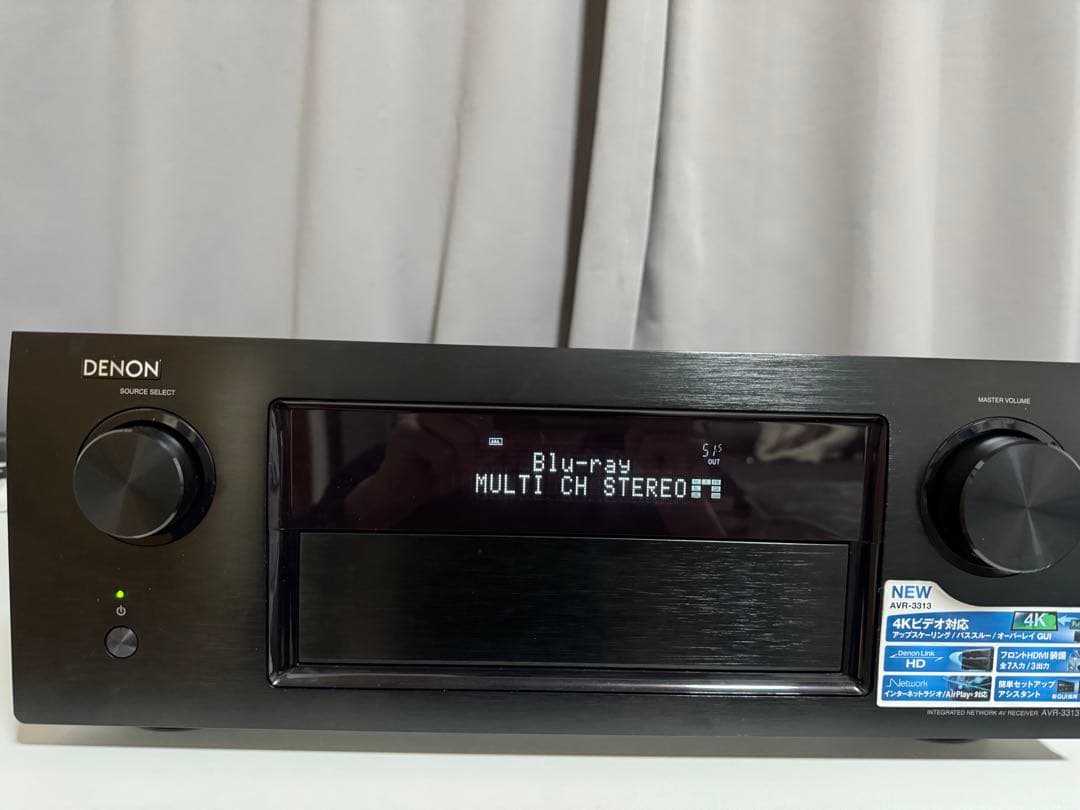 DENON
SOURCE SELECT
MASTER VOLUME
51.5
OUT
Blu-ray
MULTI CH STEREO
NEW
AVR-3313
4Kビデオ対応
4K
アップスケーリング/パススルー/オーバーレイ GUI
Denon Link
HD
フロントHDMI装備
全7入力/3出力
Network
インターネットラジオ/AirPlay対応
簡単セットアップ
アシスタント
INTEGRATED NETWORK AV RECEIVER AVR-3313